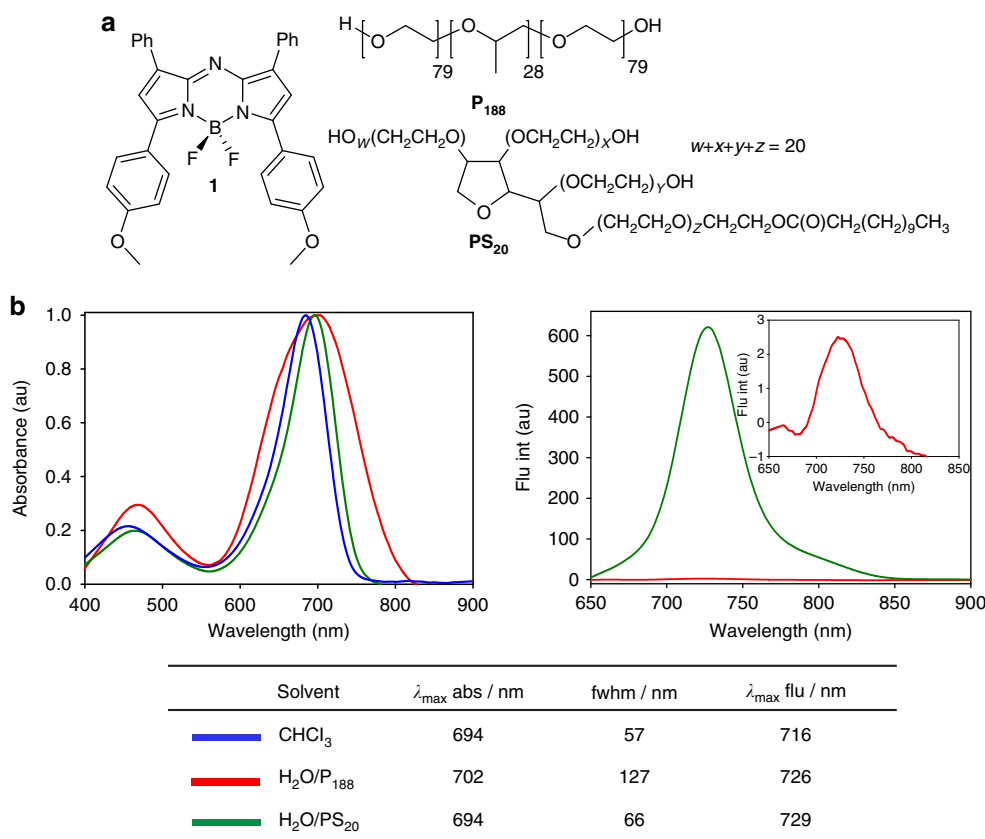 a
Ph
Ph
N
N
N
B
F
F
1
O
O
H
O
79
O
28
O
79
OH
P188
HOW(CH2CH2O)
(OCH2CH2)XOH
w+x+y+z = 20
(OCH2CH2)YOH
O
PS20
O
(CH2CH2O)ZCH2CH2OC(O)CH2(CH2)9CH3
b
Absorbance (au)
1.0
0.8
0.6
0.4
0.2
0.0
400 500 600 700 800 900
Wavelength (nm)
Flu int (au)
600
500
400
300
200
100
0
650 700 750 800 850 900
Wavelength (nm)
Flu int (au)
3
2
1
0
−1
650 700 750 800 850
Wavelength (nm)
Solvent λmax abs / nm fwhm / nm λmax flu / nm
CHCl3 694 57 716
H2O/P188 702 127 726
H2O/PS20 694 66 729